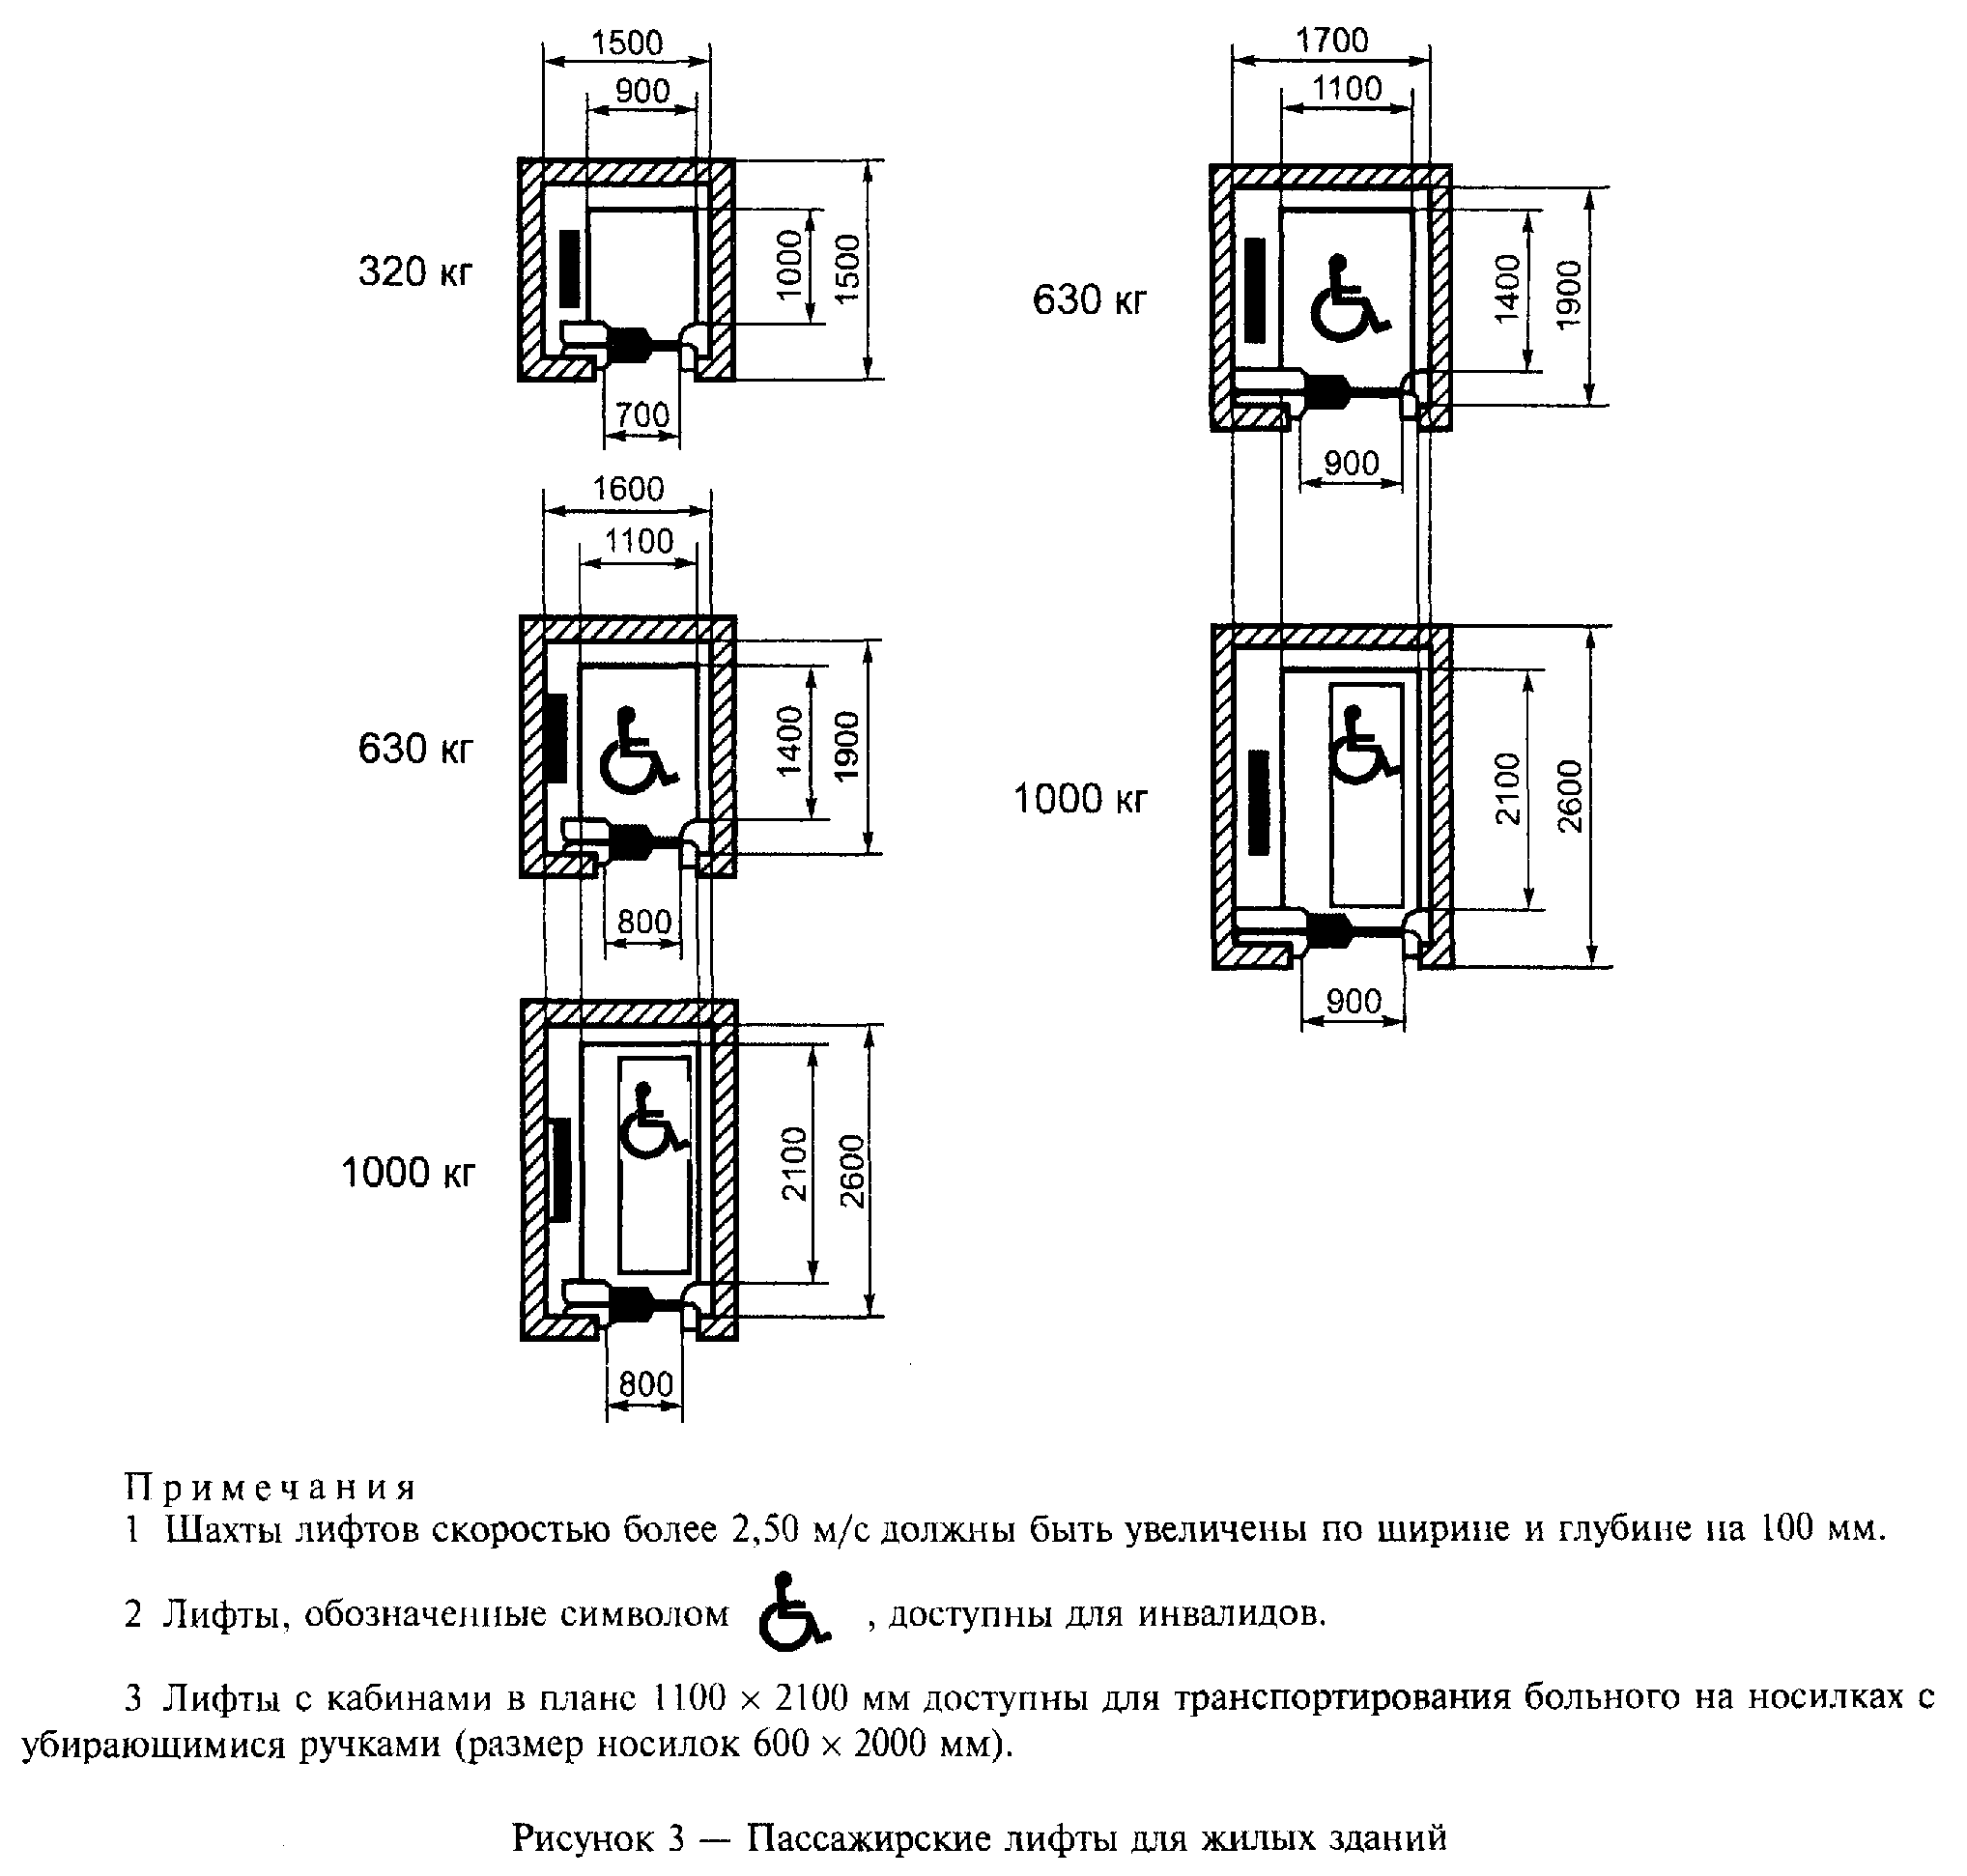 1500
900
320 кг
1000
1500
700
1700
1100
630 кг
1400
1900
900
1600
1100
630 кг
1400
1900
800
1000 кг
2100
2600
900
1000 кг
2100
2600
800
Примечания
1 Шахты лифтов скоростью более 2,50 м/с должны быть увеличены по ширине и глубине на 100 мм.
2 Лифты, обозначенные символом , доступны для инвалидов.
3 Лифты с кабинами в плане 1100 × 2100 мм доступны для транспортирования больного на носилках с
убирающимися ручками (размер носилок 600 × 2000 мм).
Рисунок 3 — Пассажирские лифты для жилых зданий